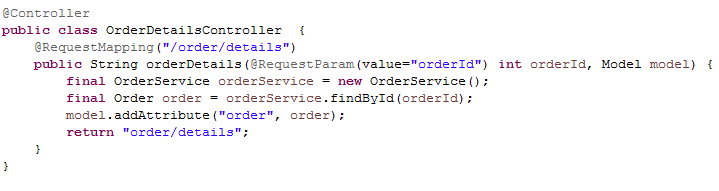 @Controller
public class OrderDetailsController  {
    @RequestMapping("/order/details")
    public String orderDetails(@RequestParam(value="orderId") int orderId, Model model) {
        final OrderService orderService = new OrderService();
        final Order order = orderService.findById(orderId);
        model.addAttribute("order", order);
        return "order/details";
    }
}